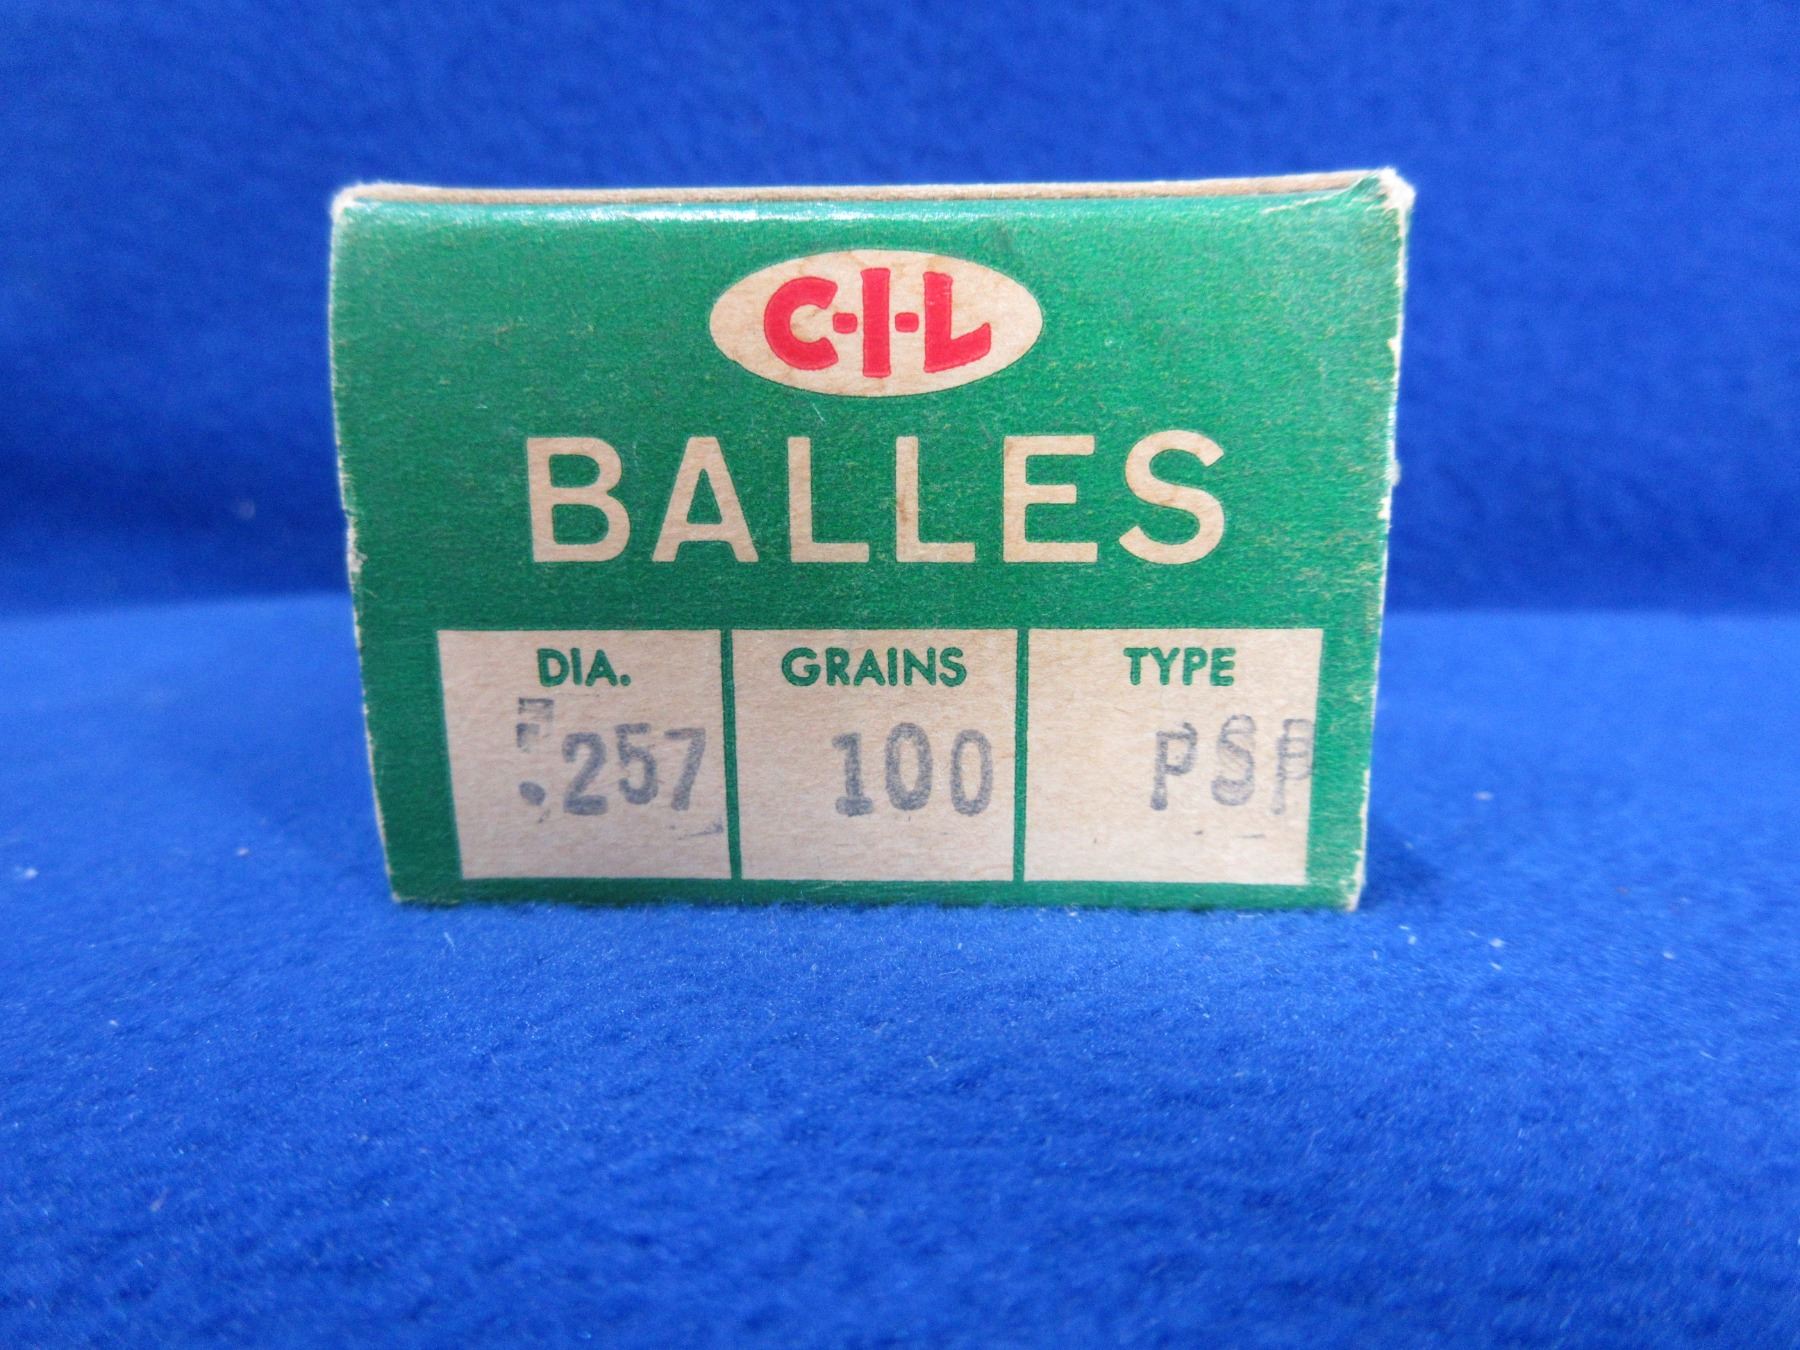 C-I-L
BALLES
DIA. GRAINS TYPE
.257 100 PSP